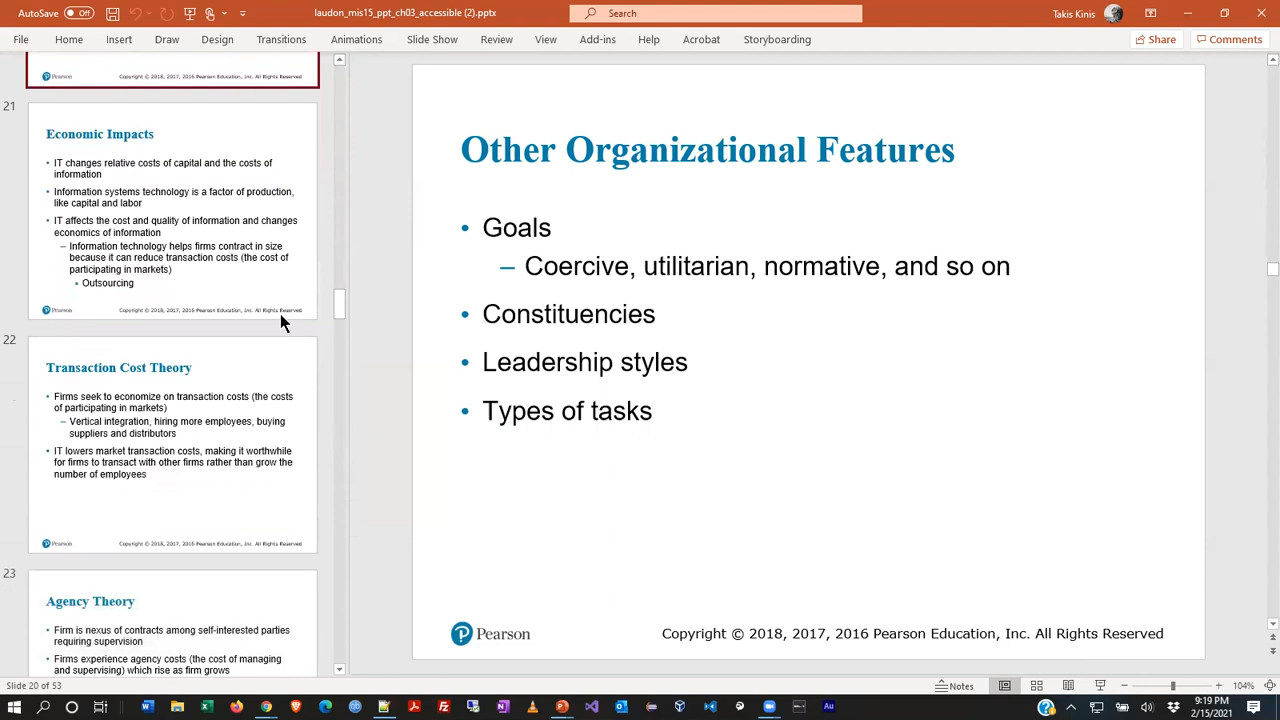 AutoSave Off
laudon_mis15_ppt_ch03_accessible (2).pptx
Search
Takis Kinis
File Home Insert Draw Design Transitions Animations Slide Show Review View Add-ins Help Acrobat Storyboarding
Share Comments
Pearson Copyright © 2018, 2017, 2016 Pearson Education, Inc. All Rights Reserved
21
Economic Impacts
• IT changes relative costs of capital and the costs of
information
• Information systems technology is a factor of production,
like capital and labor
• IT affects the cost and quality of information and changes
economics of information
– Information technology helps firms contract in size
because it can reduce transaction costs (the cost of
participating in markets)
• Outsourcing
Pearson Copyright © 2018, 2017, 2016 Pearson Education, Inc. All Rights Reserved
22
Transaction Cost Theory
• Firms seek to economize on transaction costs (the costs
of participating in markets)
– Vertical integration, hiring more employees, buying
suppliers and distributors
• IT lowers market transaction costs, making it worthwhile
for firms to transact with other firms rather than grow the
number of employees
Pearson Copyright © 2018, 2017, 2016 Pearson Education, Inc. All Rights Reserved
23
Agency Theory
• Firm is nexus of contracts among self-interested parties
requiring supervision
• Firms experience agency costs (the cost of managing
and supervising) which rise as firm grows
Other Organizational Features
• Goals
– Coercive, utilitarian, normative, and so on
• Constituencies
• Leadership styles
• Types of tasks
Pearson
Copyright © 2018, 2017, 2016 Pearson Education, Inc. All Rights Reserved
Slide 20 of 53
Notes
104%
9:19 PM
2/15/2021